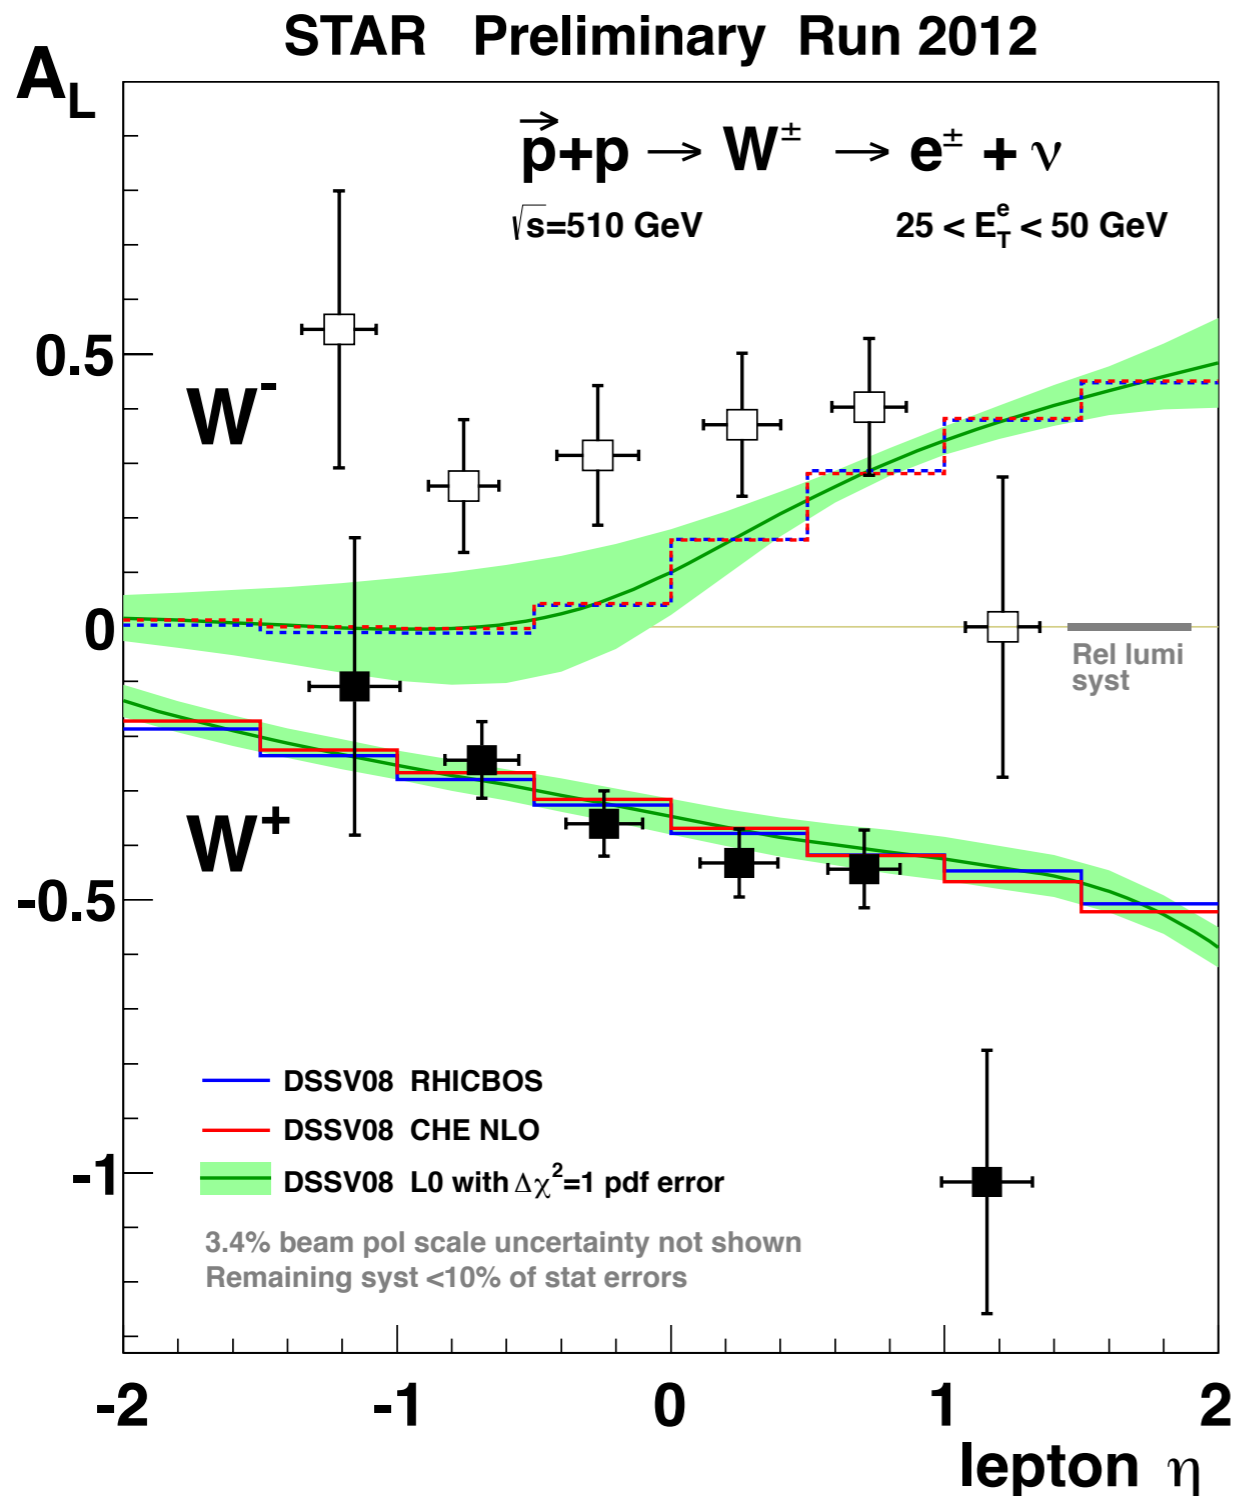 STAR Preliminary Run 2012
A_L
p⃗+p → W^± → e^± + ν
√s=510 GeV 25 < E_T^e < 50 GeV
0.5
W^-
0
Rel lumi
syst
W^+
-0.5
DSSV08 RHICBOS
DSSV08 CHE NLO
-1
DSSV08 L0 with Δχ^2=1 pdf error
3.4% beam pol scale uncertainty not shown
Remaining syst <10% of stat errors
-2 -1 0 1 2
lepton η